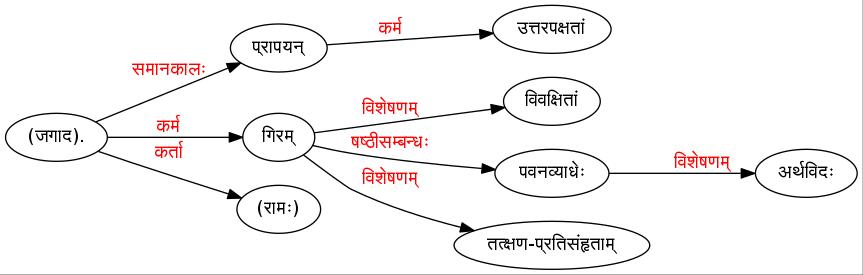 उत्तरपक्षतां
कर्म
प्रापयन्
समानकालः
विवक्षितां
विशेषणम्
(जगाद).
कर्म
गिरम्
षष्ठीसम्बन्धः
कर्ता
पवनव्याधेः
विशेषणम्
अर्थविदः
विशेषणम्
(रामः)
तत्क्षण-प्रतिसंहृताम्